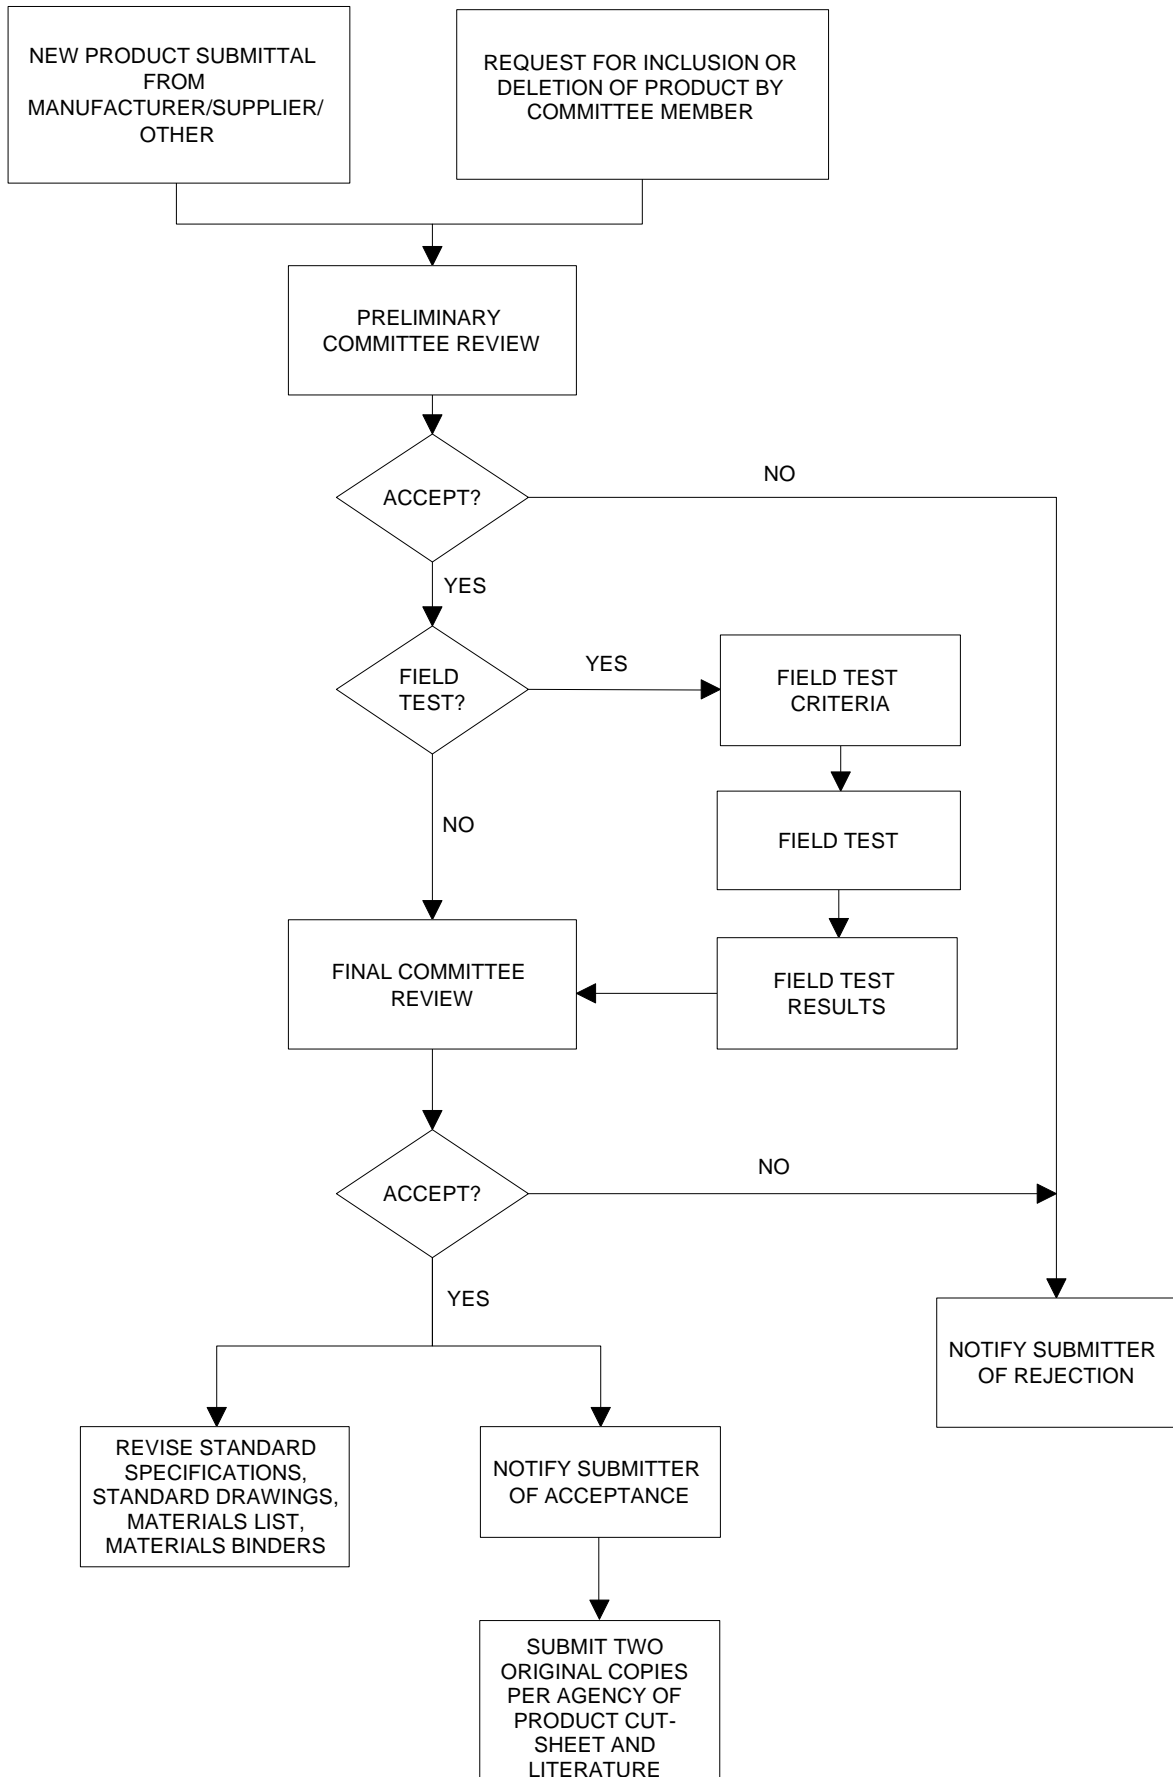 NEW PRODUCT SUBMITTAL
FROM
MANUFACTURER/SUPPLIER/
OTHER
REQUEST FOR INCLUSION OR
DELETION OF PRODUCT BY
COMMITTEE MEMBER
PRELIMINARY
COMMITTEE REVIEW
ACCEPT?
NO
YES
FIELD
TEST?
YES
FIELD TEST
CRITERIA
NO
FIELD TEST
FINAL COMMITTEE
REVIEW
FIELD TEST
RESULTS
ACCEPT?
NO
YES
NOTIFY SUBMITTER
OF REJECTION
REVISE STANDARD
SPECIFICATIONS,
STANDARD DRAWINGS,
MATERIALS LIST,
MATERIALS BINDERS
NOTIFY SUBMITTER
OF ACCEPTANCE
SUBMIT TWO
ORIGINAL COPIES
PER AGENCY OF
PRODUCT CUT-
SHEET AND
LITERATURE